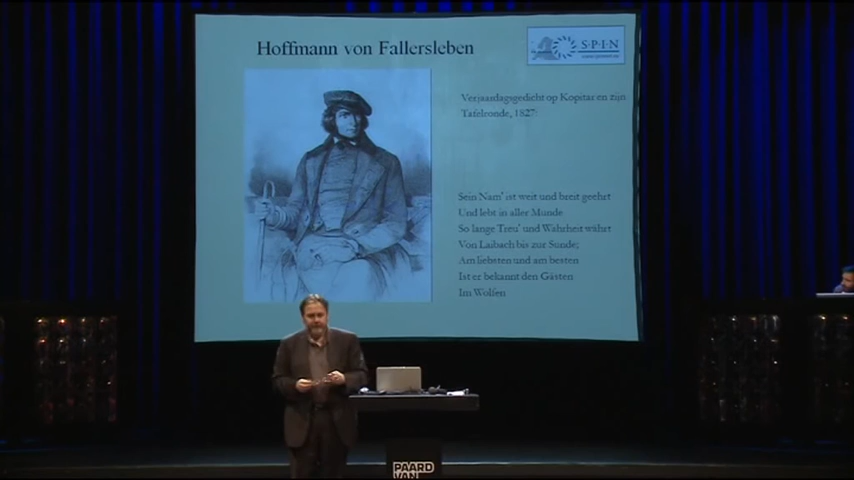 Hoffmann von Fallersleben
S·P·I·N
Verjaardagsgedicht op Kopitar en zijn
Tafelronde, 1827:
Sein Nam' ist weit und breit geehrt
Und lebt in aller Munde
So lange Treu' und Wahrheit währt
Von Laibach bis zur Sunde;
Am liebsten und am besten
Ist er bekannt den Gästen
Im Wolfen
PAARD
VAN